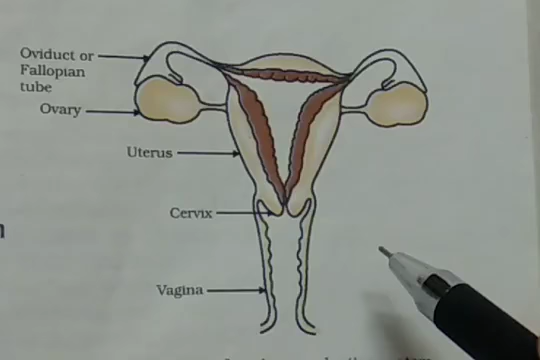 Oviduct or
Fallopian
tube
Ovary
Uterus
Cervix
Vagina